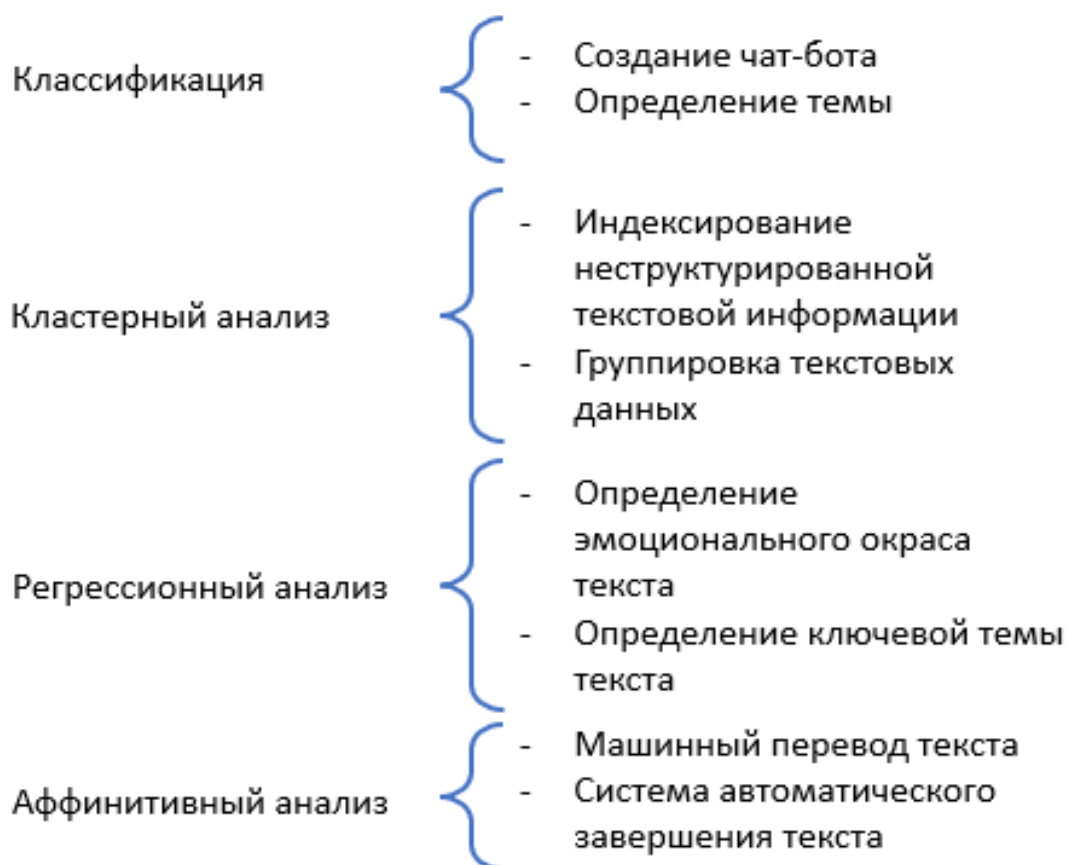 Классификация
- Создание чат-бота
- Определение темы
Кластерный анализ
- Индексирование
неструктурированной
текстовой информации
- Группировка текстовых
данных
Регрессионный анализ
- Определение
эмоционального окраса
текста
- Определение ключевой темы
текста
Аффинитивный анализ
- Машинный перевод текста
- Система автоматического
завершения текста